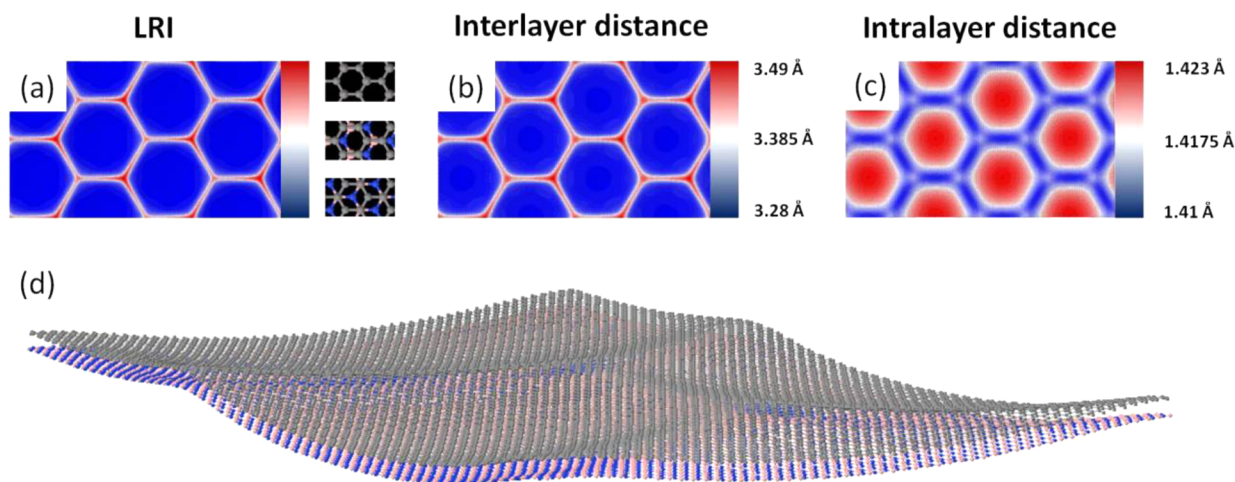 LRI
Interlayer distance
Intralayer distance
(a)
(b)
3.49 Å
3.385 Å
3.28 Å
(c)
1.423 Å
1.4175 Å
1.41 Å
(d)